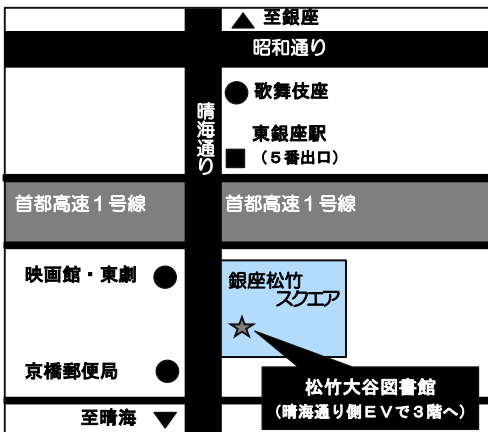 ▲ 至銀座
昭和通り
晴海通り
● 歌舞伎座
東銀座駅
■ (５番出口)
首都高速１号線
首都高速１号線
映画館・東劇 ●
銀座松竹
スクエア
☆
京橋郵便局 ●
松竹大谷図書館
(晴海通り側ＥＶで３階へ)
至晴海 ▼